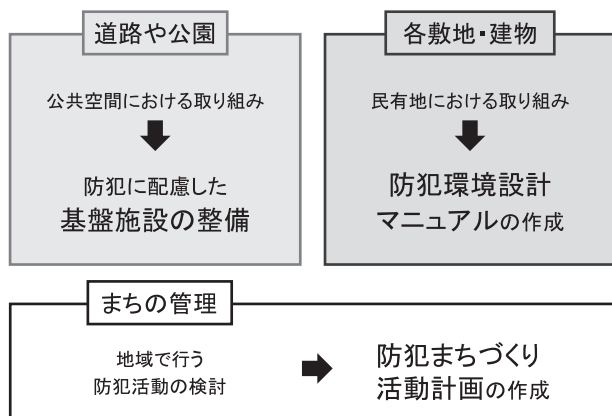 道路や公園
公共空間における取り組み
防犯に配慮した
基盤施設の整備
各敷地・建物
民有地における取り組み
防犯環境設計
マニュアルの作成
まちの管理
地域で行う
防犯活動の検討
防犯まちづくり
活動計画の作成